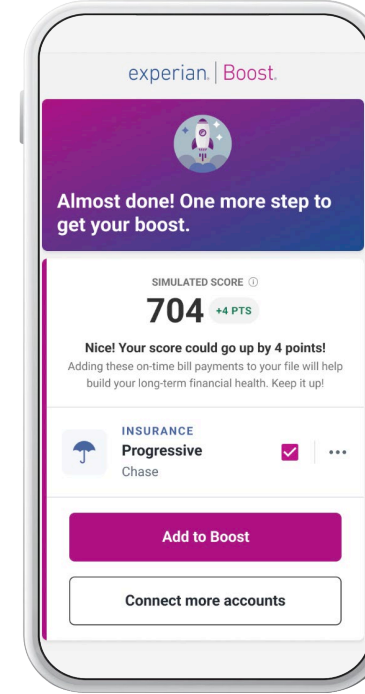 experian. | Boost.
Almost done! One more step to
get your boost.
SIMULATED SCORE ⓘ
704 +4 PTS
Nice! Your score could go up by 4 points!
Adding these on-time bill payments to your file will help
build your long-term financial health. Keep it up!
INSURANCE
Progressive
Chase
Add to Boost
Connect more accounts